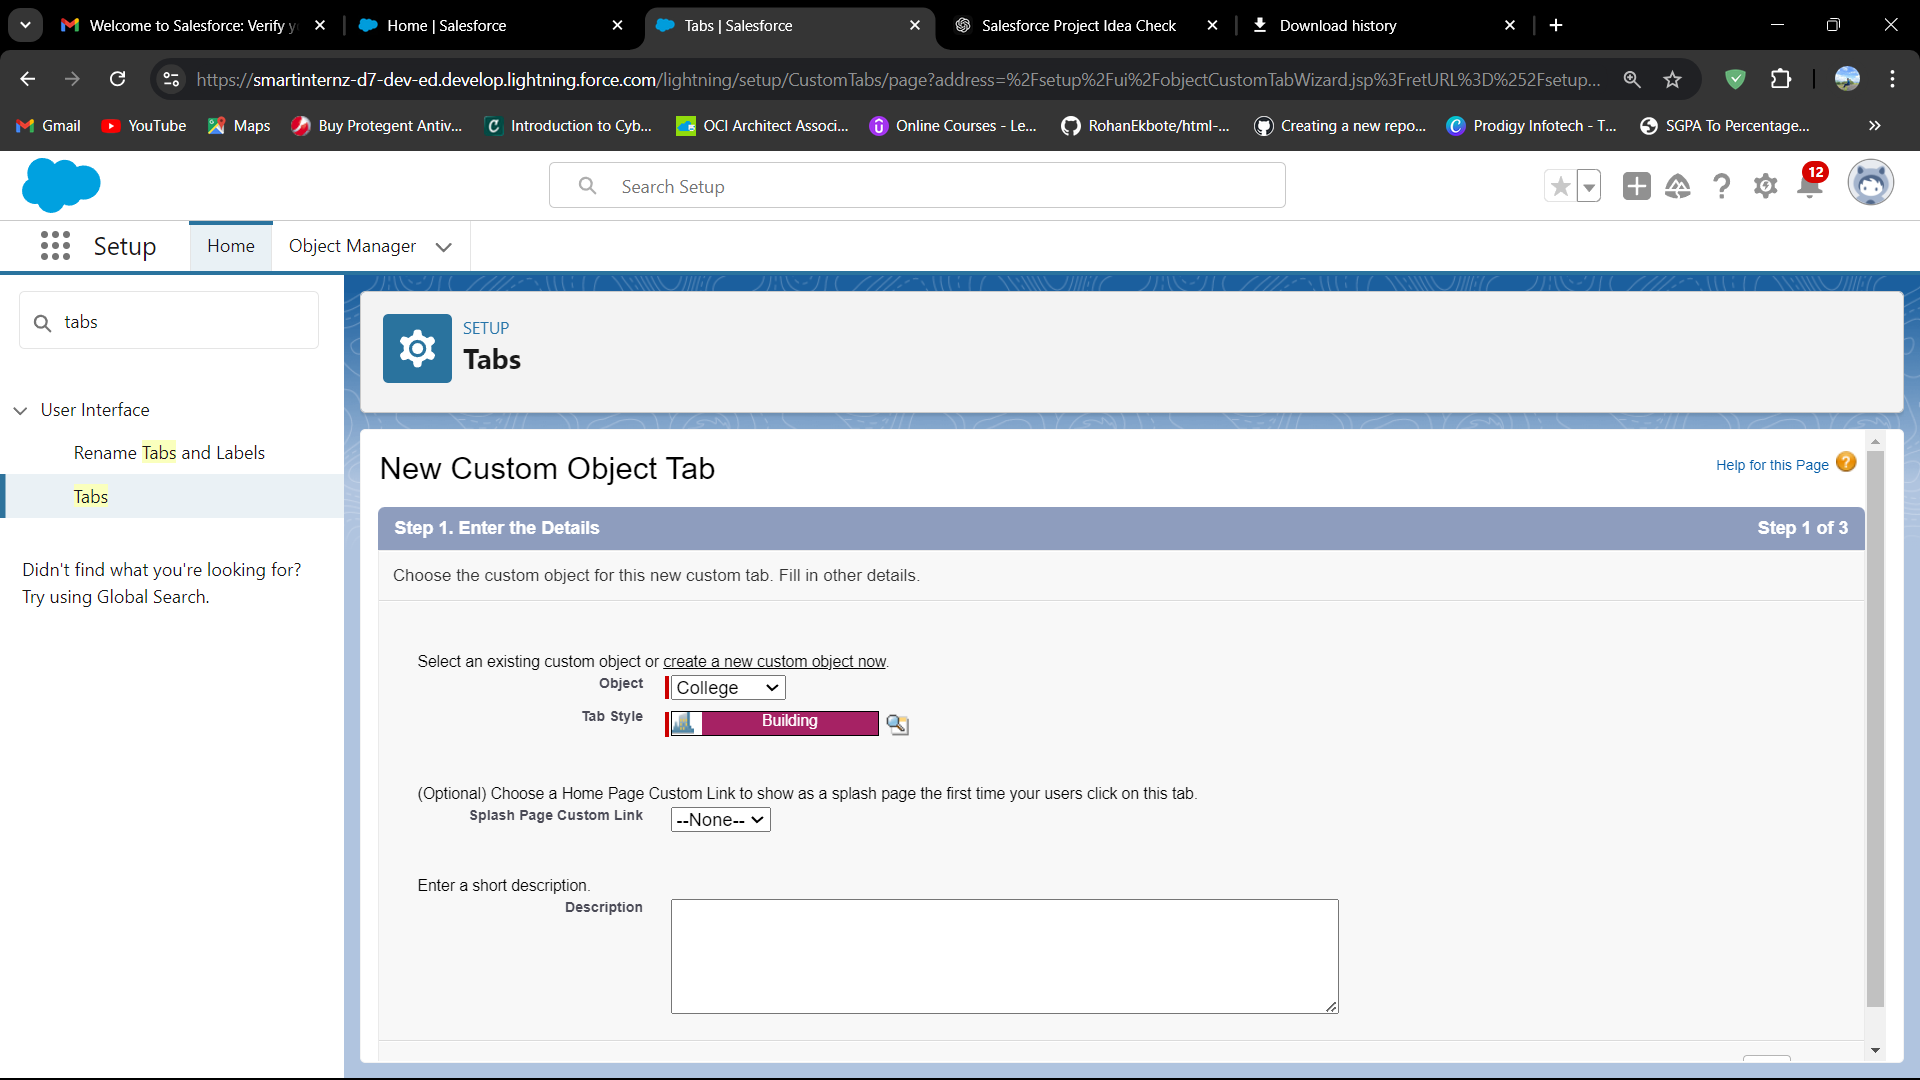 Welcome to Salesforce: Verify y
Home | Salesforce
Tabs | Salesforce
Salesforce Project Idea Check
Download history
https://smartinternz-d7-dev-ed.develop.lightning.force.com/lightning/setup/CustomTabs/page?address=%2Fsetup%2Fui%2FobjectCustomTabWizard.jsp%3FretURL%3D%252Fsetup...
Gmail
YouTube
Maps
Buy Protegent Antiv...
Introduction to Cyb...
OCI Architect Associ...
Online Courses - Le...
RohanEkbote/html-...
Creating a new repo...
Prodigy Infotech - T...
SGPA To Percentage...
Search Setup
12
Setup
Home
Object Manager
tabs
User Interface
Rename Tabs and Labels
Tabs
Didn't find what you're looking for?
Try using Global Search.
SETUP
Tabs
New Custom Object Tab
Help for this Page
Step 1. Enter the Details
Step 1 of 3
Choose the custom object for this new custom tab. Fill in other details.
Select an existing custom object or create a new custom object now.
Object
College
Tab Style
Building
(Optional) Choose a Home Page Custom Link to show as a splash page the first time your users click on this tab.
Splash Page Custom Link
--None--
Enter a short description.
Description